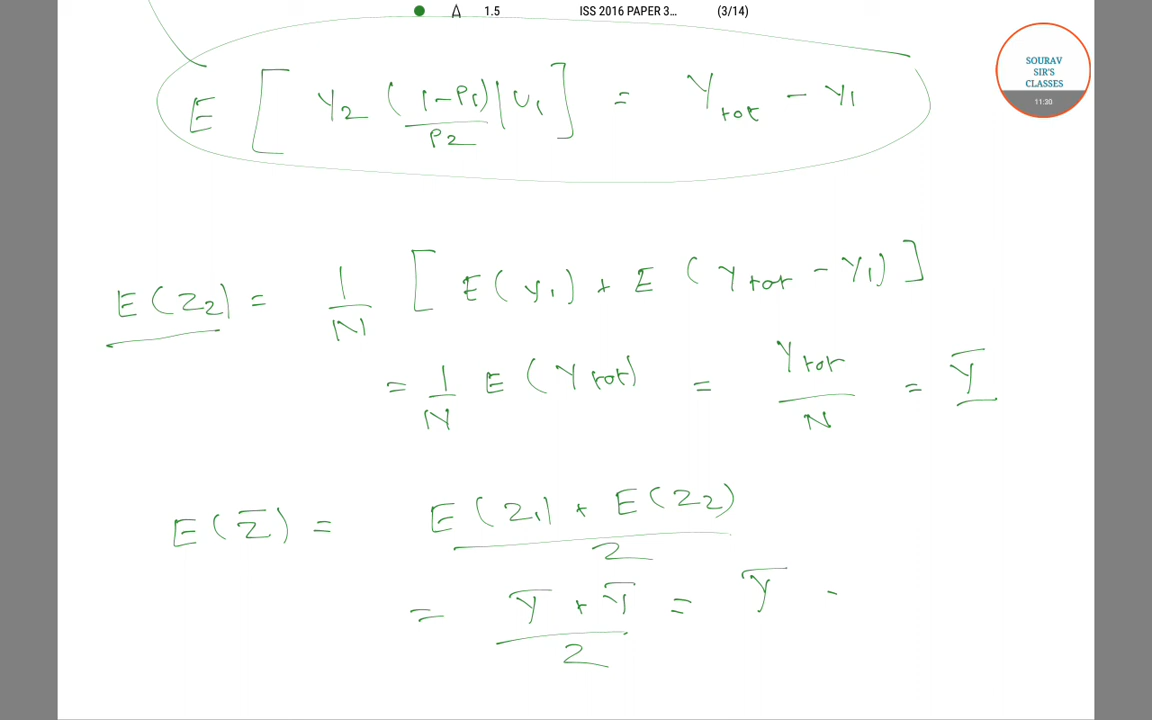 A 1.5 ISS 2016 PAPER 3... (3/14)
SOURAV
SIR'S
CLASSES
11:30
E [ y2 (1-P1)/P2 | U1 ] = Ytot - y1
E(Z2) = 1/N [ E(y1) + E(Ytot - y1) ]
= 1/N E(Ytot) = Ytot/N = Y̅
E(Z̅) = E(Z1) + E(Z2) / 2
= Y̅ + Y̅ / 2 = Y̅